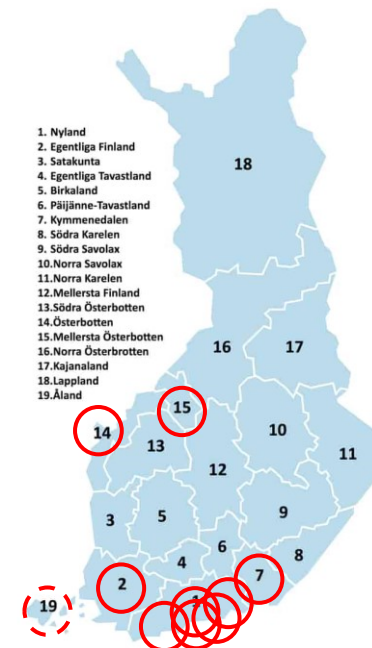 1. Nyland
2. Egentliga Finland
3. Satakunta
4. Egentliga Tavastland
5. Birkaland
6. Päijänne-Tavastland
7. Kymmenedalen
8. Södra Karelen
9. Södra Savolax
10.Norra Savolax
11.Norra Karelen
12.Mellersta Finland
13.Södra Österbotten
14.Österbotten
15.Mellersta Österbotten
16.Norra Österbrotten
17.Kajanaland
18.Lappland
19.Åland
18
16
17
15
14
13
10
11
12
3
5
9
6
8
4
7
2
1
19